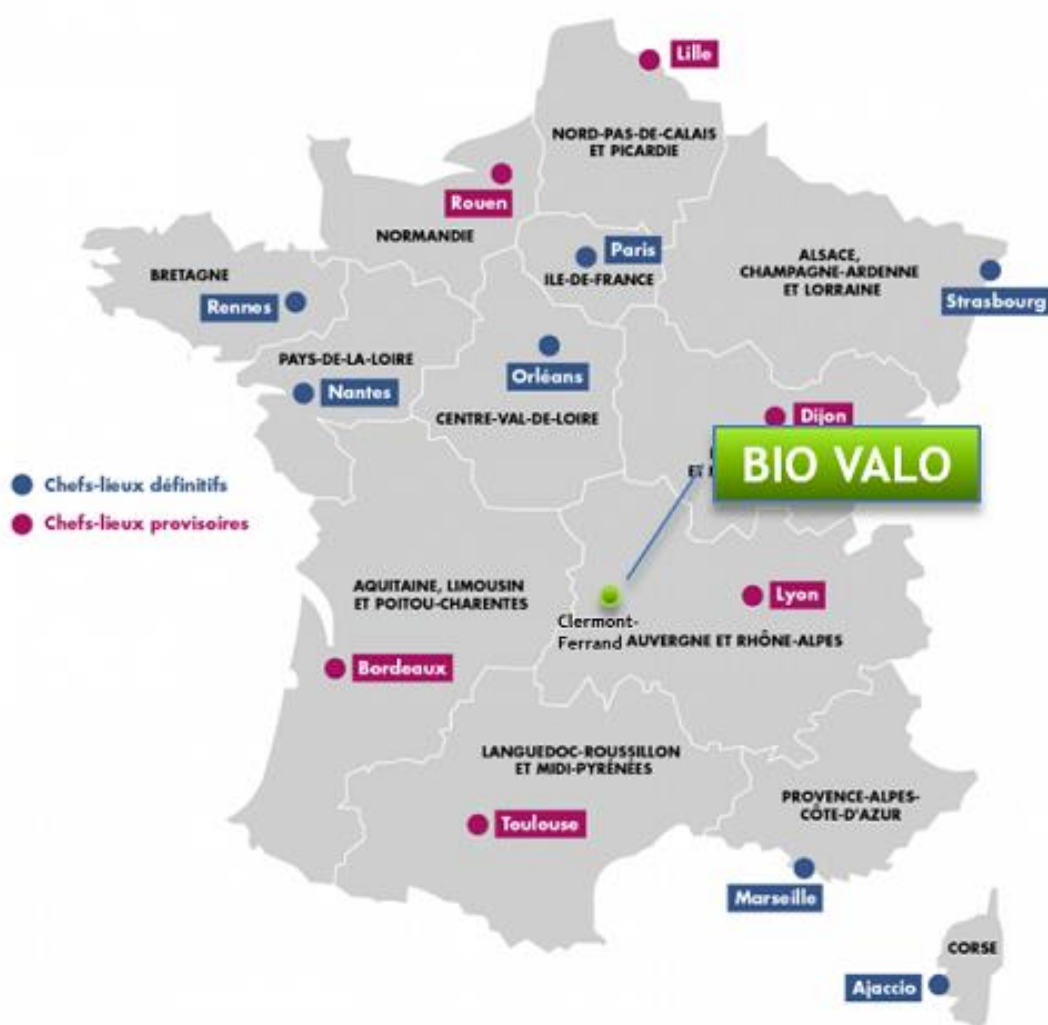 Lille
NORD-PAS-DE-CALAIS
ET PICARDIE
Rouen
NORMANDIE
Paris
ILE-DE-FRANCE
ALSACE,
CHAMPAGNE-ARDENNE
ET LORRAINE
Strasbourg
BRETAGNE
Rennes
PAYS-DE-LA-LOIRE
Nantes
Orléans
CENTRE-VAL-DE-LOIRE
Dijon
ET
BIO VALO
Chefs-lieux définitifs
Chefs-lieux provisoires
AQUITAINE, LIMOUSIN
ET POITOU-CHARENTES
Lyon
Clermont-
Ferrand
AUVERGNE ET RHÔNE-ALPES
Bordeaux
LANGUEDOC-ROUSSILLON
ET MIDI-PYRÉNÉES
Toulouse
PROVENCE-ALPES-
CÔTE-D'AZUR
Marseille
CORSE
Ajaccio